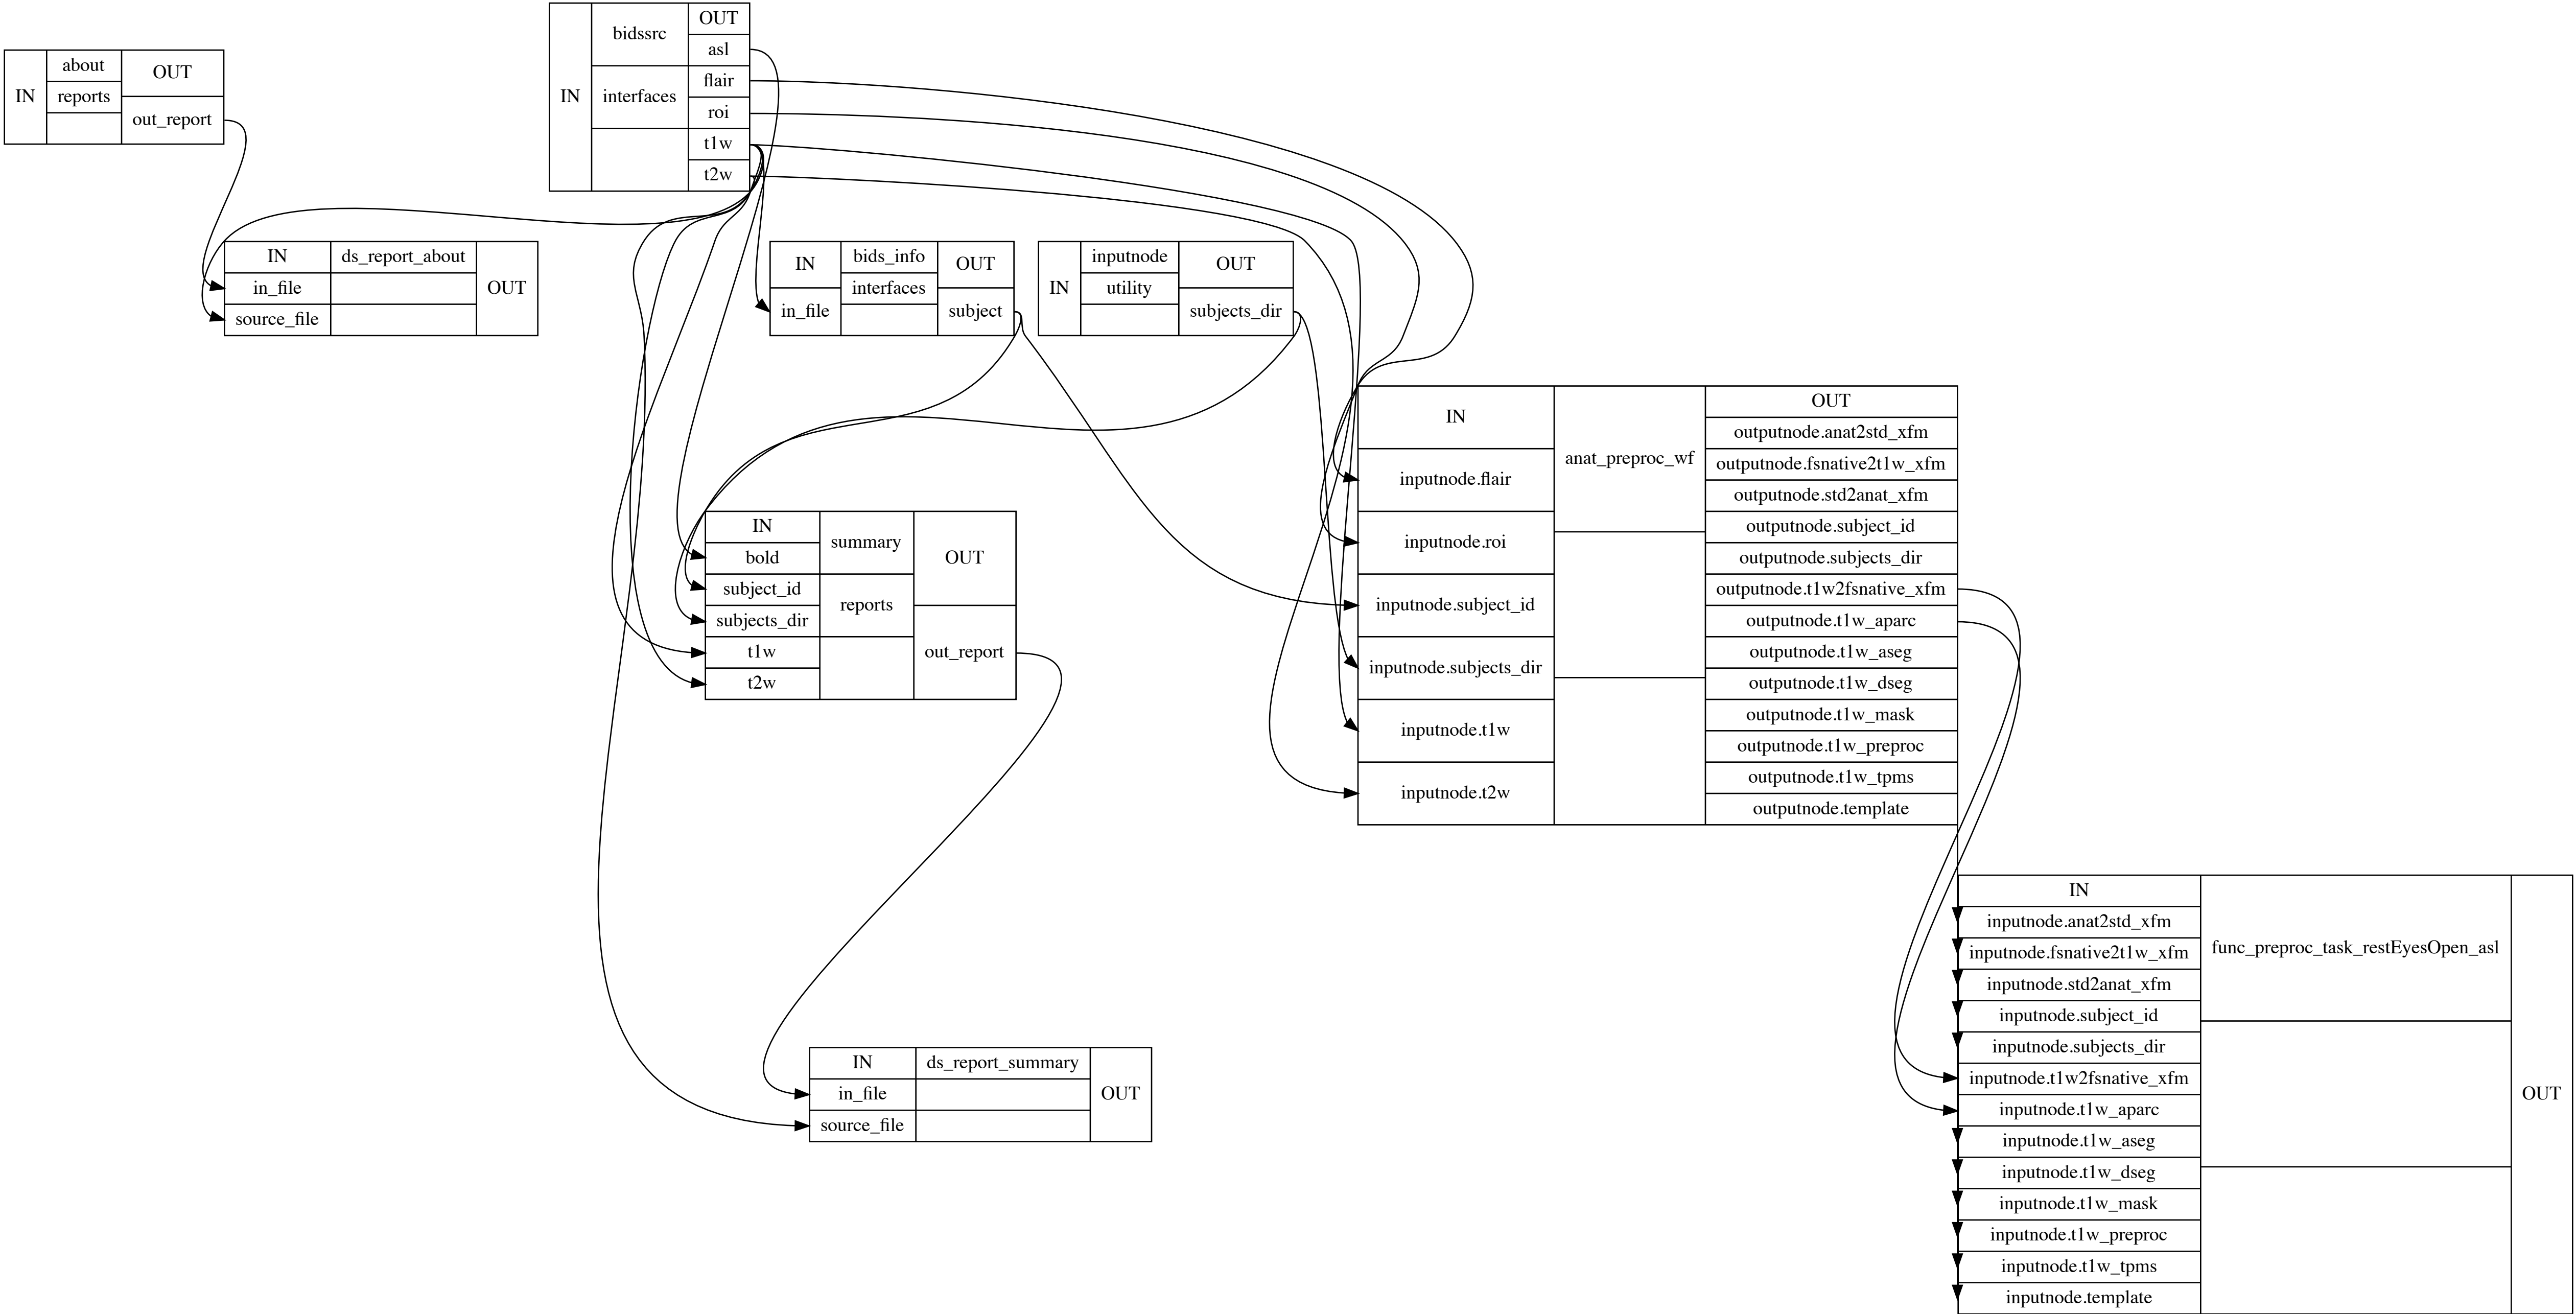 IN
about
reports
OUT
out_report
IN
bidssrc
interfaces
OUT
asl
flair
roi
t1w
t2w
IN
in_file
source_file
ds_report_about
OUT
IN
in_file
bids_info
interfaces
OUT
subject
IN
inputnode
utility
OUT
subjects_dir
IN
inputnode.flair
inputnode.roi
inputnode.subject_id
inputnode.subjects_dir
inputnode.t1w
inputnode.t2w
anat_preproc_wf
OUT
outputnode.anat2std_xfm
outputnode.fsnative2t1w_xfm
outputnode.std2anat_xfm
outputnode.subject_id
outputnode.subjects_dir
outputnode.t1w2fsnative_xfm
outputnode.t1w_aparc
outputnode.t1w_aseg
outputnode.t1w_dseg
outputnode.t1w_mask
outputnode.t1w_preproc
outputnode.t1w_tpms
outputnode.template
IN
bold
subject_id
subjects_dir
t1w
t2w
summary
reports
OUT
out_report
IN
inputnode.anat2std_xfm
inputnode.fsnative2t1w_xfm
inputnode.std2anat_xfm
inputnode.subject_id
inputnode.subjects_dir
inputnode.t1w2fsnative_xfm
inputnode.t1w_aparc
inputnode.t1w_aseg
inputnode.t1w_dseg
inputnode.t1w_mask
inputnode.t1w_preproc
inputnode.t1w_tpms
inputnode.template
func_preproc_task_restEyesOpen_asl
OUT
IN
in_file
source_file
ds_report_summary
OUT